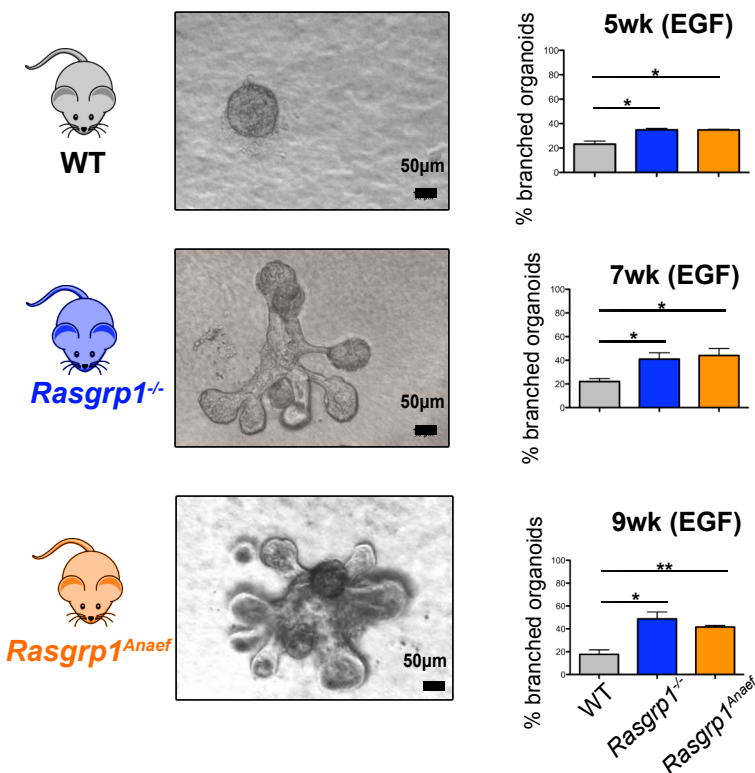 WT
50µm
5wk (EGF)
% branched organoids
100
80
60
40
20
0
*
*
Rasgrp1-/-
50µm
7wk (EGF)
% branched organoids
100
80
60
40
20
0
*
*
Rasgrp1Anaef
50µm
9wk (EGF)
% branched organoids
100
80
60
40
20
0
**
*
WT
Rasgrp1-/-
Rasgrp1Anaef